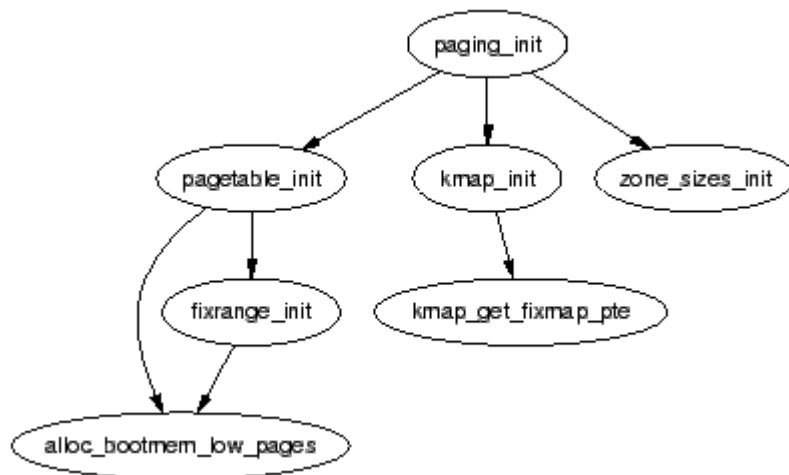 paging_init
pagetable_init
kmap_init
zone_sizes_init
fixrange_init
kmap_get_fixmap_pte
alloc_bootmem_low_pages